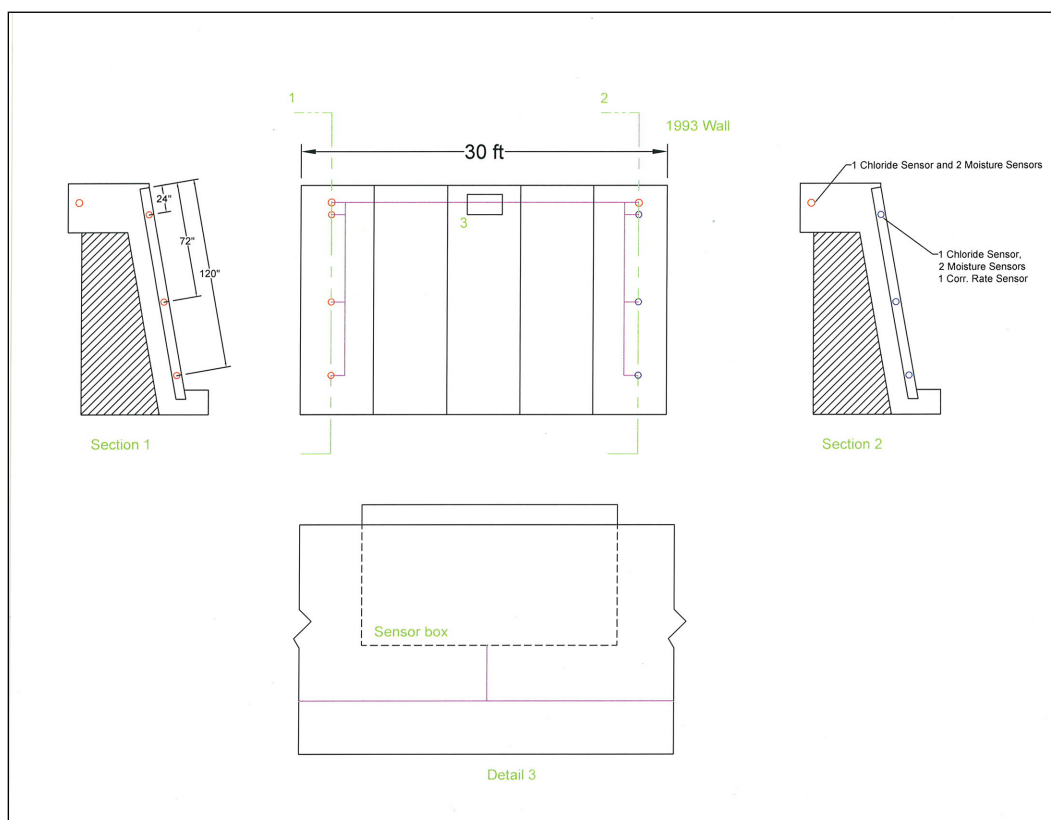 1
2
1993 Wall
30 ft
1 Chloride Sensor and 2 Moisture Sensors
24"
72"
120"
3
1 Chloride Sensor,
2 Moisture Sensors
1 Corr. Rate Sensor
Section 1
Section 2
Sensor box
Detail 3